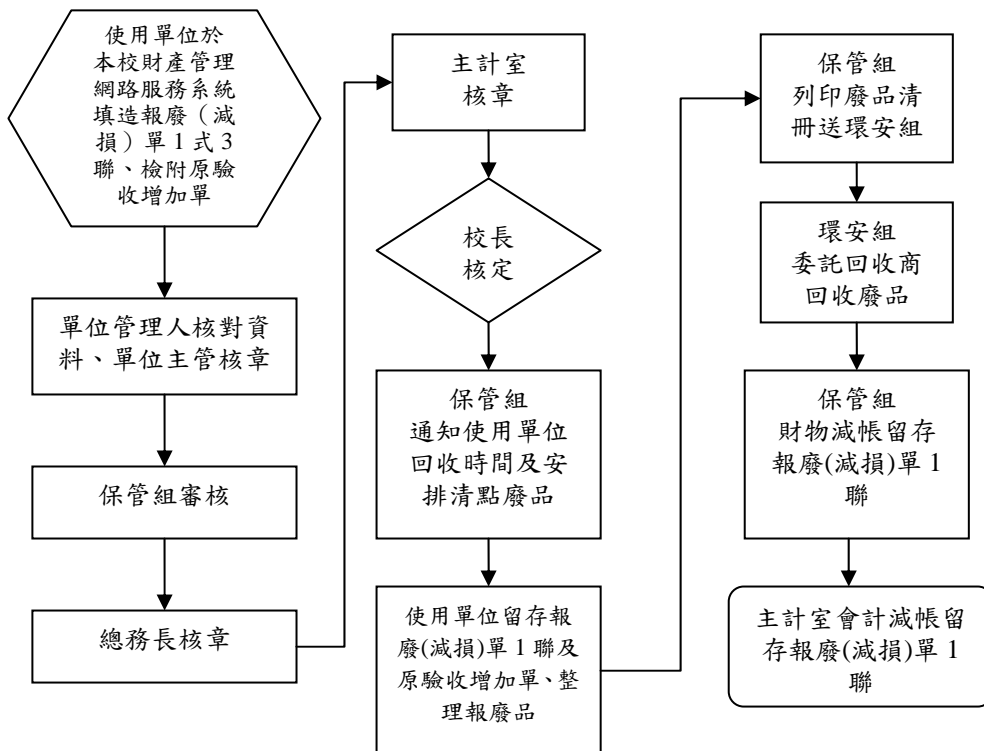 使用單位於
本校財產管理
網路服務系統
填造報廢（減
損）單 1 式 3
聯、檢附原驗
收增加單
單位管理人核對資
料、單位主管核章
保管組審核
總務長核章
主計室
核章
校長
核定
保管組
通知使用單位
回收時間及安
排清點廢品
使用單位留存報
廢(減損)單 1 聯及
原驗收增加單、整
理報廢品
保管組
列印廢品清
冊送環安組
環安組
委託回收商
回收廢品
保管組
財物減帳留存
報廢(減損)單 1
聯
主計室會計減帳留
存報廢(減損)單 1
聯